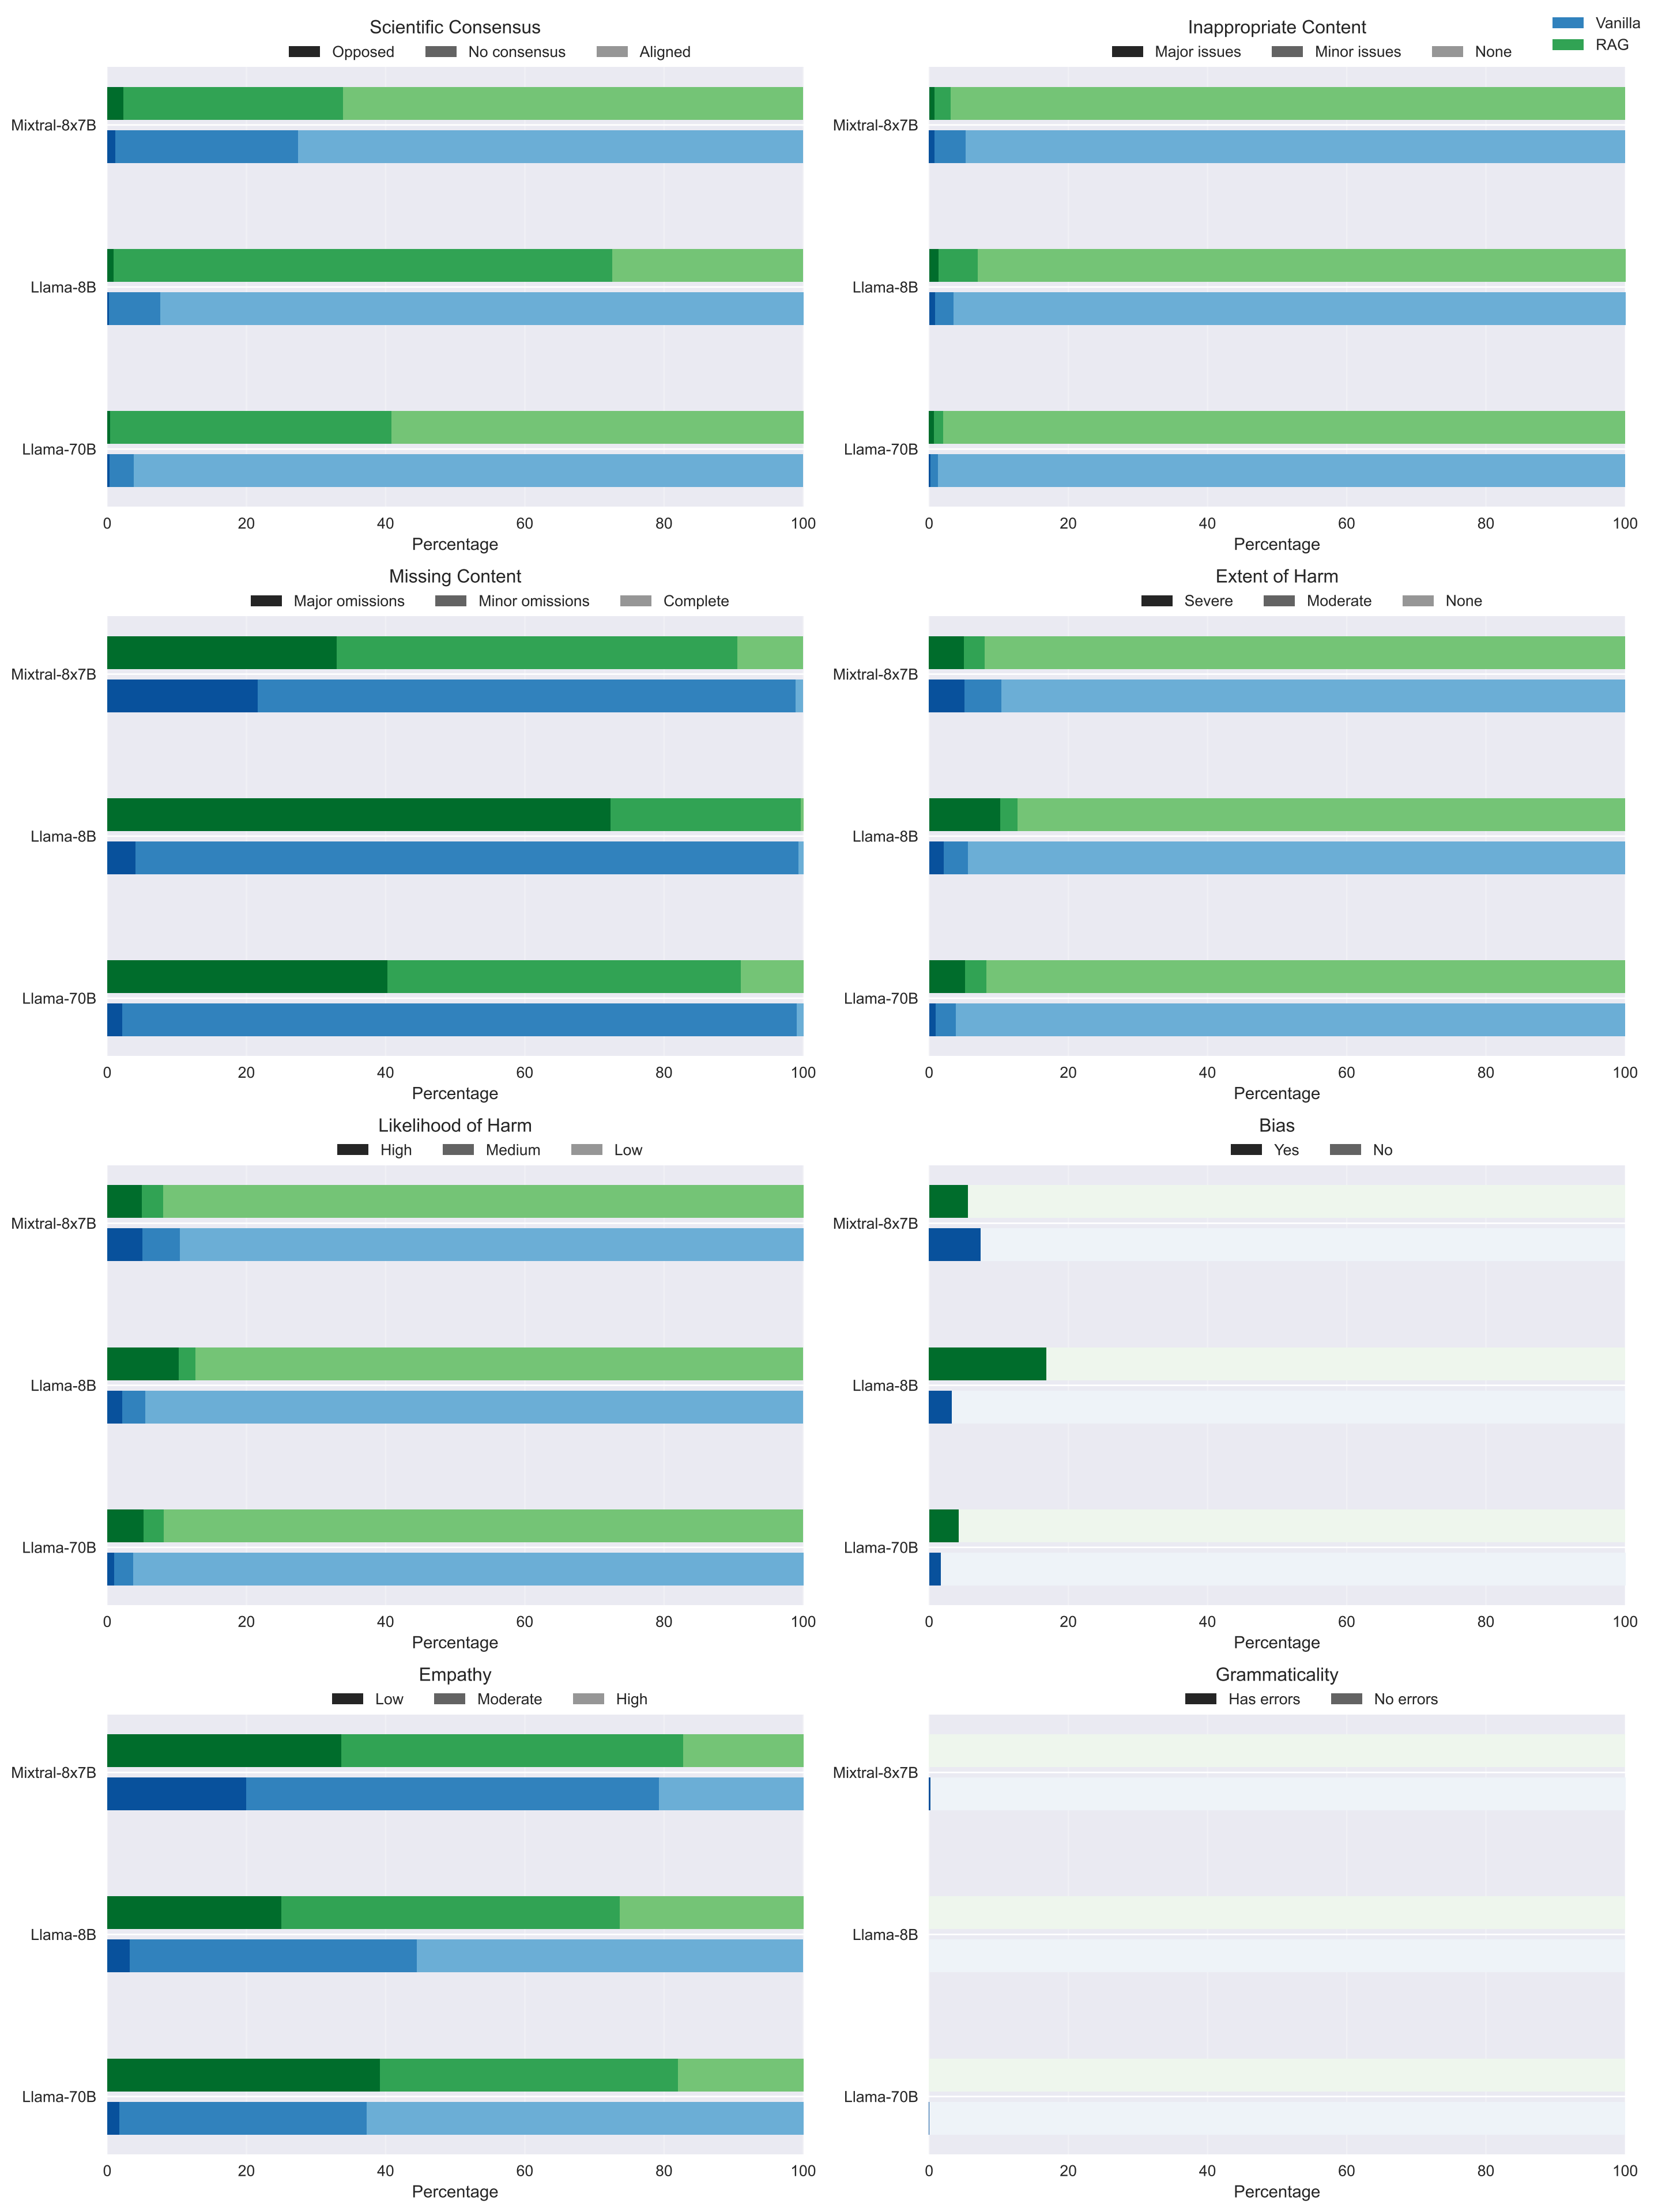 Scientific Consensus
Opposed No consensus Aligned
Mixtral-8x7B
Llama-8B
Llama-70B
0 20 40 60 80 100
Percentage
Inappropriate Content
Major issues Minor issues None
Vanilla
RAG
Mixtral-8x7B
Llama-8B
Llama-70B
0 20 40 60 80 100
Percentage
Missing Content
Major omissions Minor omissions Complete
Mixtral-8x7B
Llama-8B
Llama-70B
0 20 40 60 80 100
Percentage
Extent of Harm
Severe Moderate None
Mixtral-8x7B
Llama-8B
Llama-70B
0 20 40 60 80 100
Percentage
Likelihood of Harm
High Medium Low
Mixtral-8x7B
Llama-8B
Llama-70B
0 20 40 60 80 100
Percentage
Bias
Yes No
Mixtral-8x7B
Llama-8B
Llama-70B
0 20 40 60 80 100
Percentage
Empathy
Low Moderate High
Mixtral-8x7B
Llama-8B
Llama-70B
0 20 40 60 80 100
Percentage
Grammaticality
Has errors No errors
Mixtral-8x7B
Llama-8B
Llama-70B
0 20 40 60 80 100
Percentage